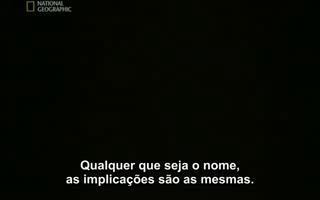 NATIONAL
GEOGRAPHIC
Qualquer que seja o nome,
as implicações são as mesmas.